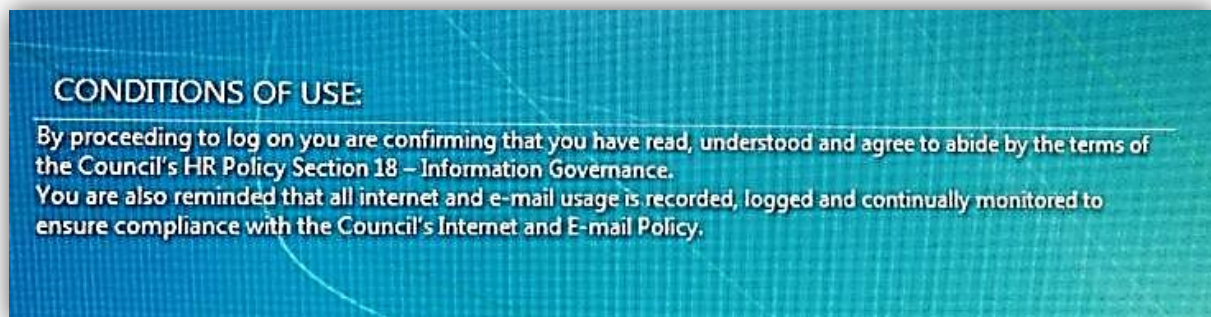 CONDITIONS OF USE:
By proceeding to log on you are confirming that you have read, understood and agree to abide by the terms of
the Council's HR Policy Section 18 – Information Governance.
You are also reminded that all internet and e-mail usage is recorded, logged and continually monitored to
ensure compliance with the Council's Internet and E-mail Policy.